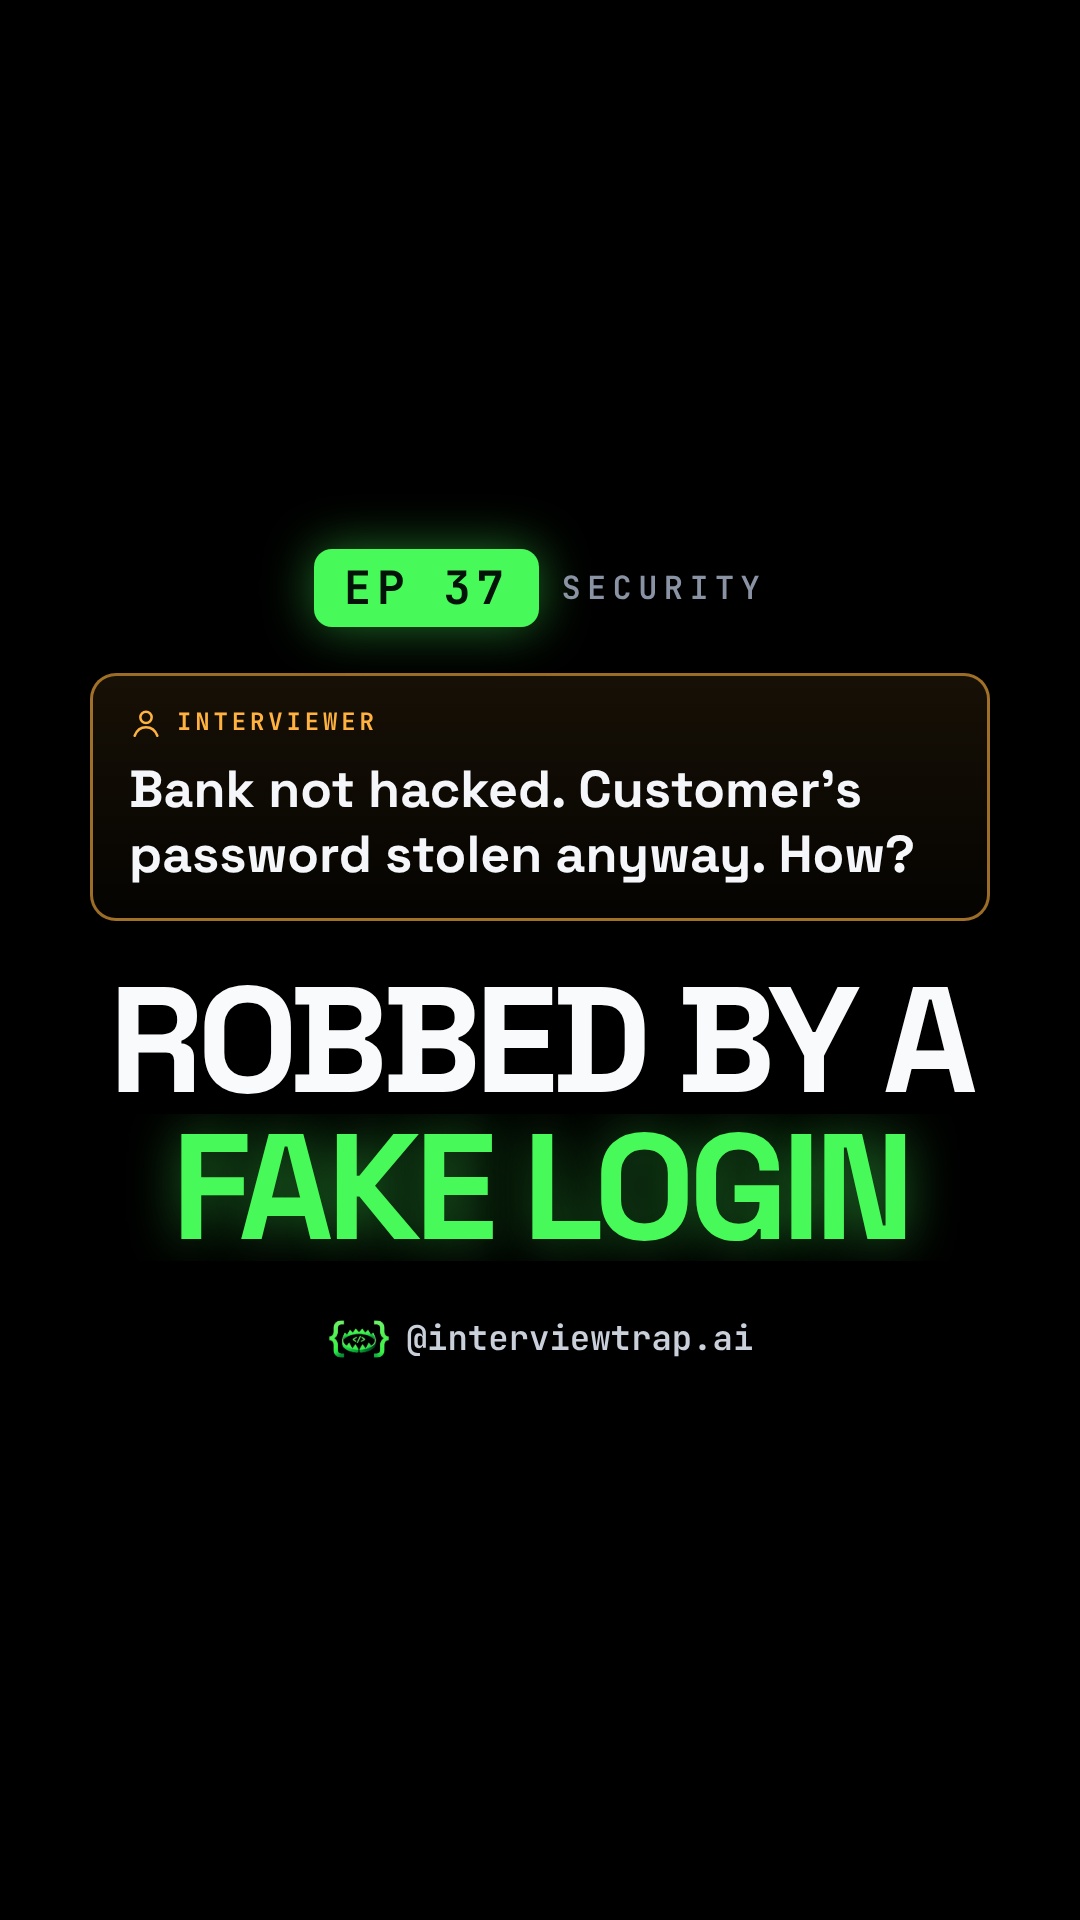 EP 37 SECURITY
INTERVIEWER
Bank not hacked. Customer’s
password stolen anyway. How?
ROBBED BY A
FAKE LOGIN
{</>} @interviewtrap.ai